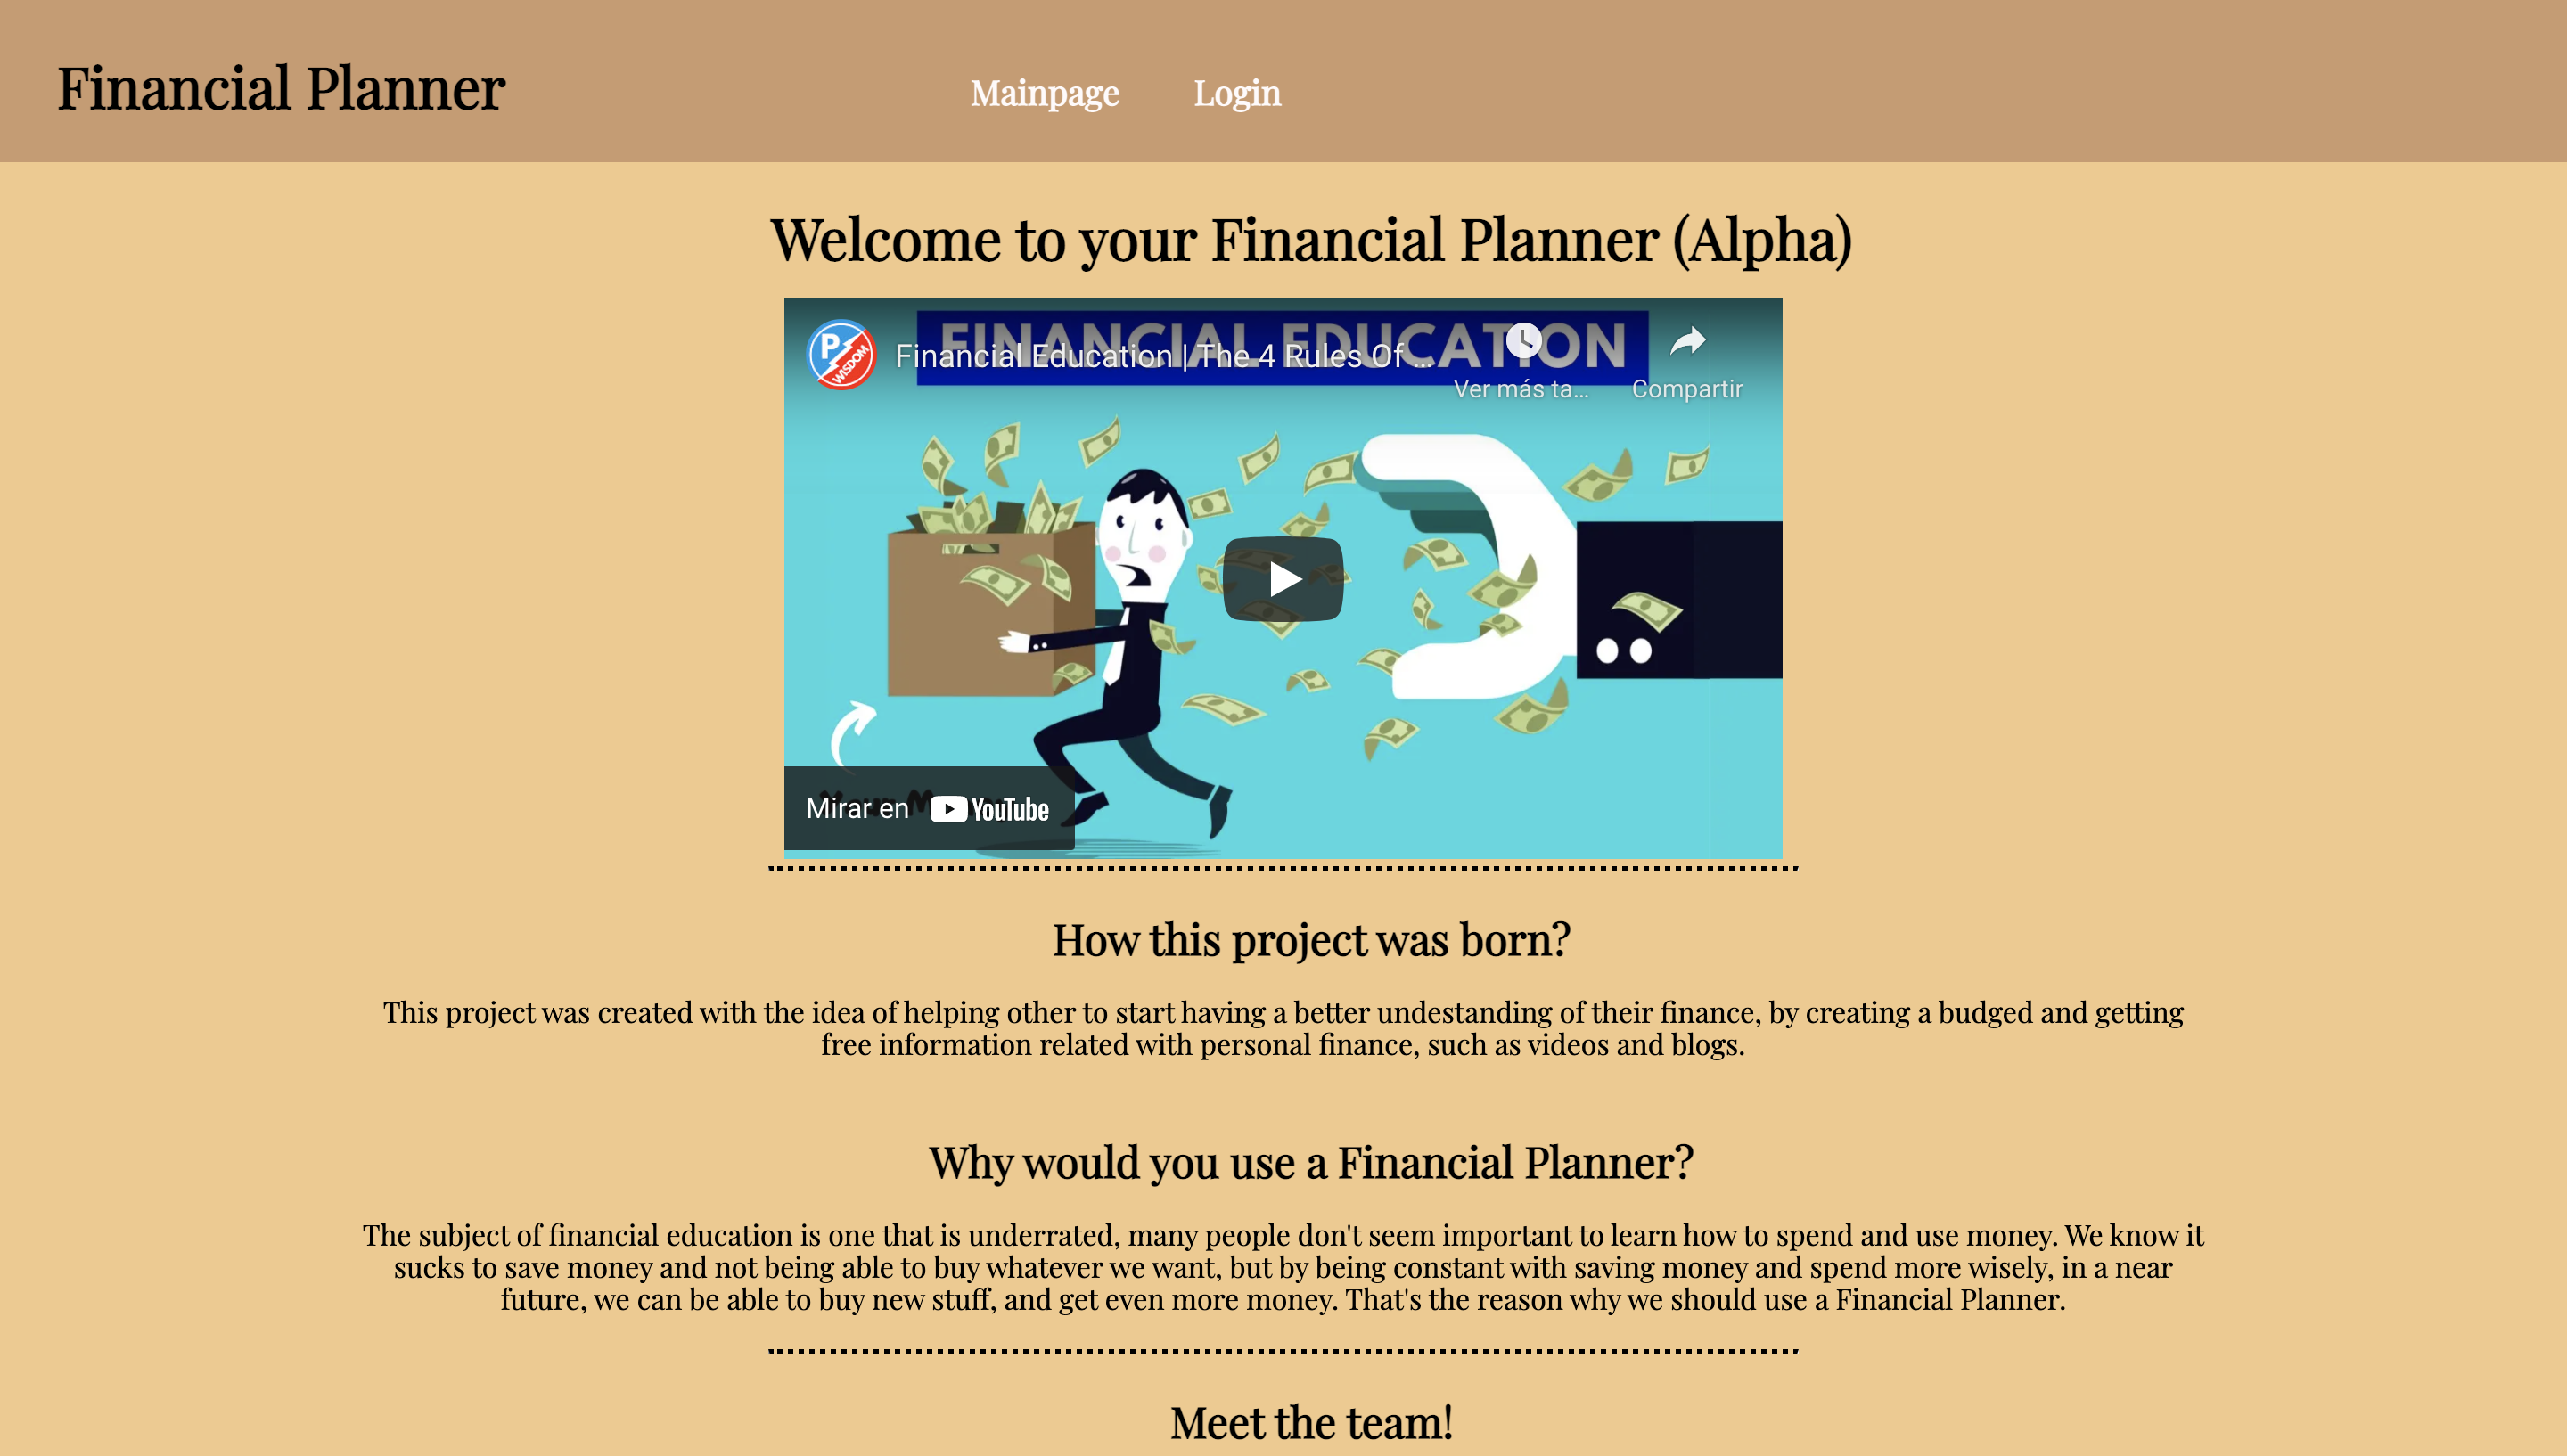 Financial Planner
Mainpage
Login
Welcome to your Financial Planner (Alpha)
FINANCIAL EDUCATION
P
WISDOM
Financial Education | The 4 Rules Of ...
Ver más ta...
Compartir
Mirar en YouTube
How this project was born?
This project was created with the idea of helping other to start having a better undestanding of their finance, by creating a budged and getting
free information related with personal finance, such as videos and blogs.
Why would you use a Financial Planner?
The subject of financial education is one that is underrated, many people don't seem important to learn how to spend and use money. We know it
sucks to save money and not being able to buy whatever we want, but by being constant with saving money and spend more wisely, in a near
future, we can be able to buy new stuff, and get even more money. That's the reason why we should use a Financial Planner.
Meet the team!